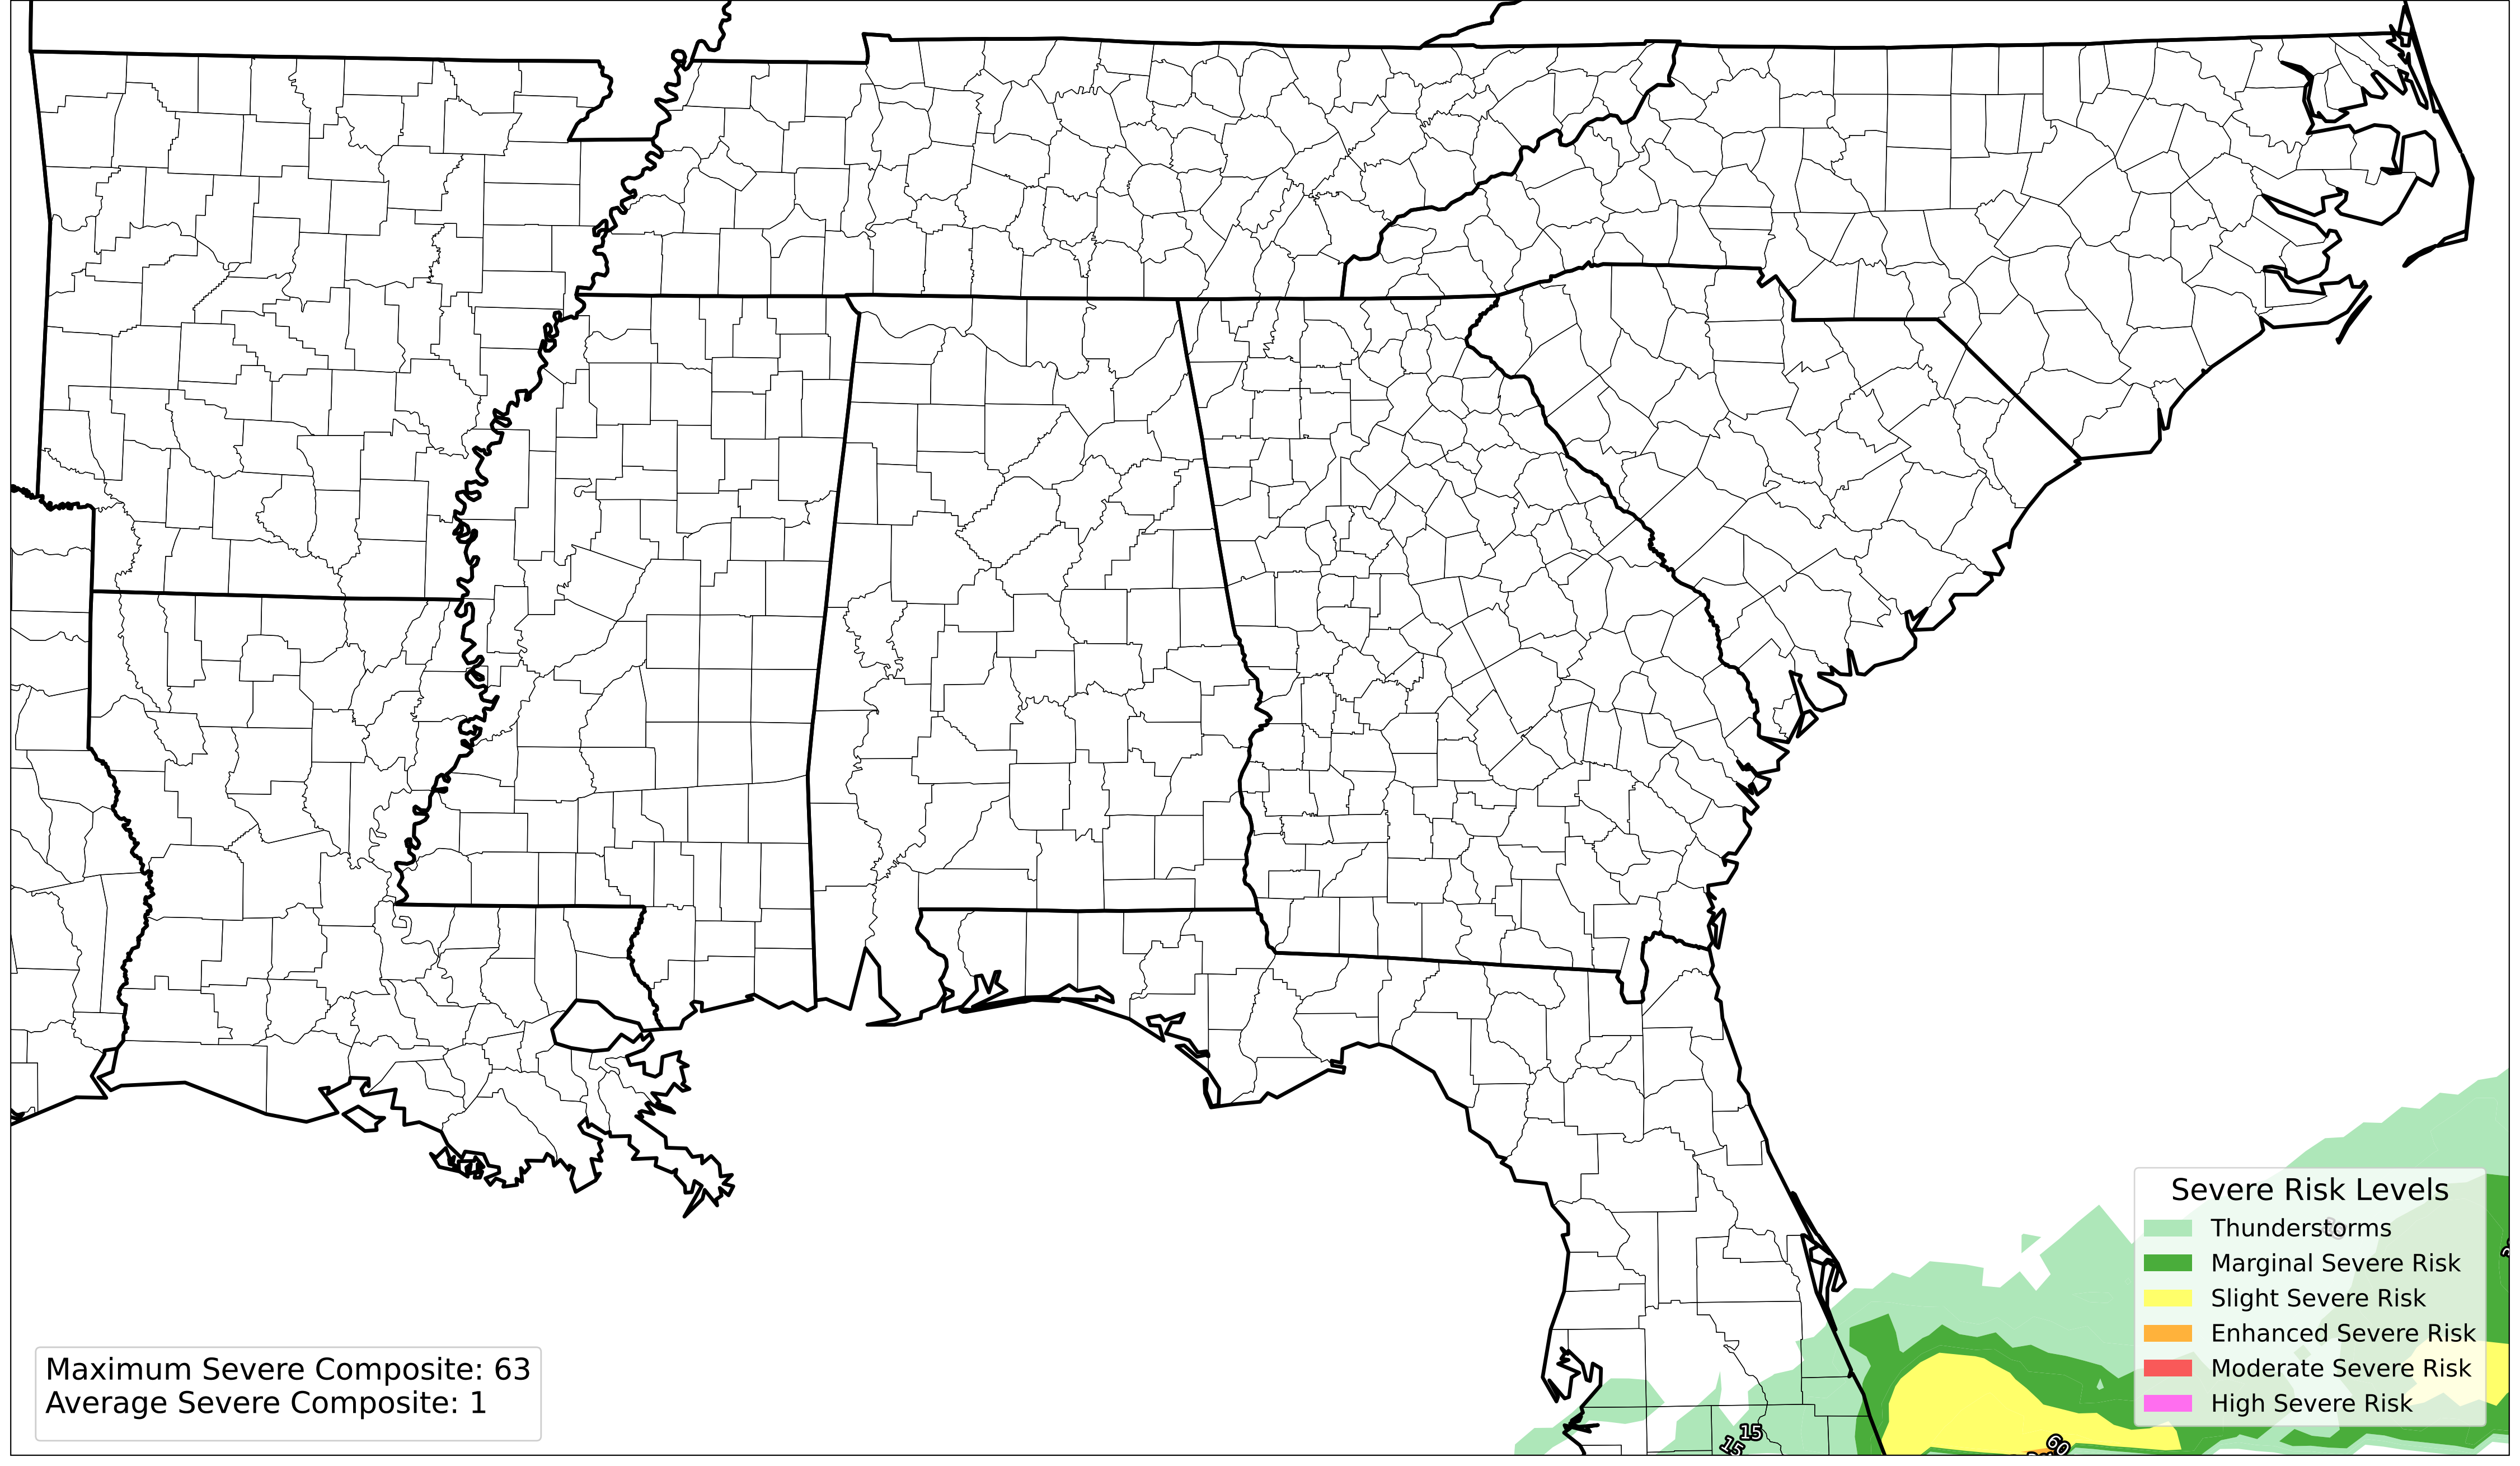 Severe Risk Levels
Thunderstorms
Marginal Severe Risk
Slight Severe Risk
Enhanced Severe Risk
Moderate Severe Risk
High Severe Risk
Maximum Severe Composite: 63
Average Severe Composite: 1
15
15
60